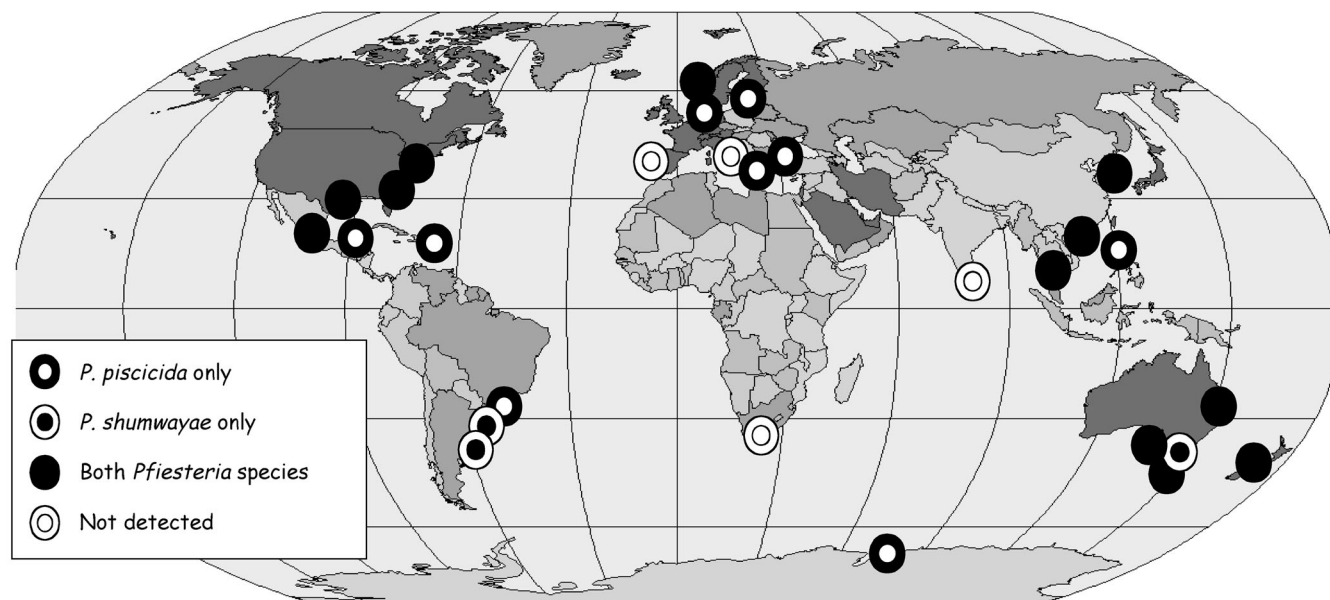 P. piscicida only
P. shumwayae only
Both Pfiesteria species
Not detected